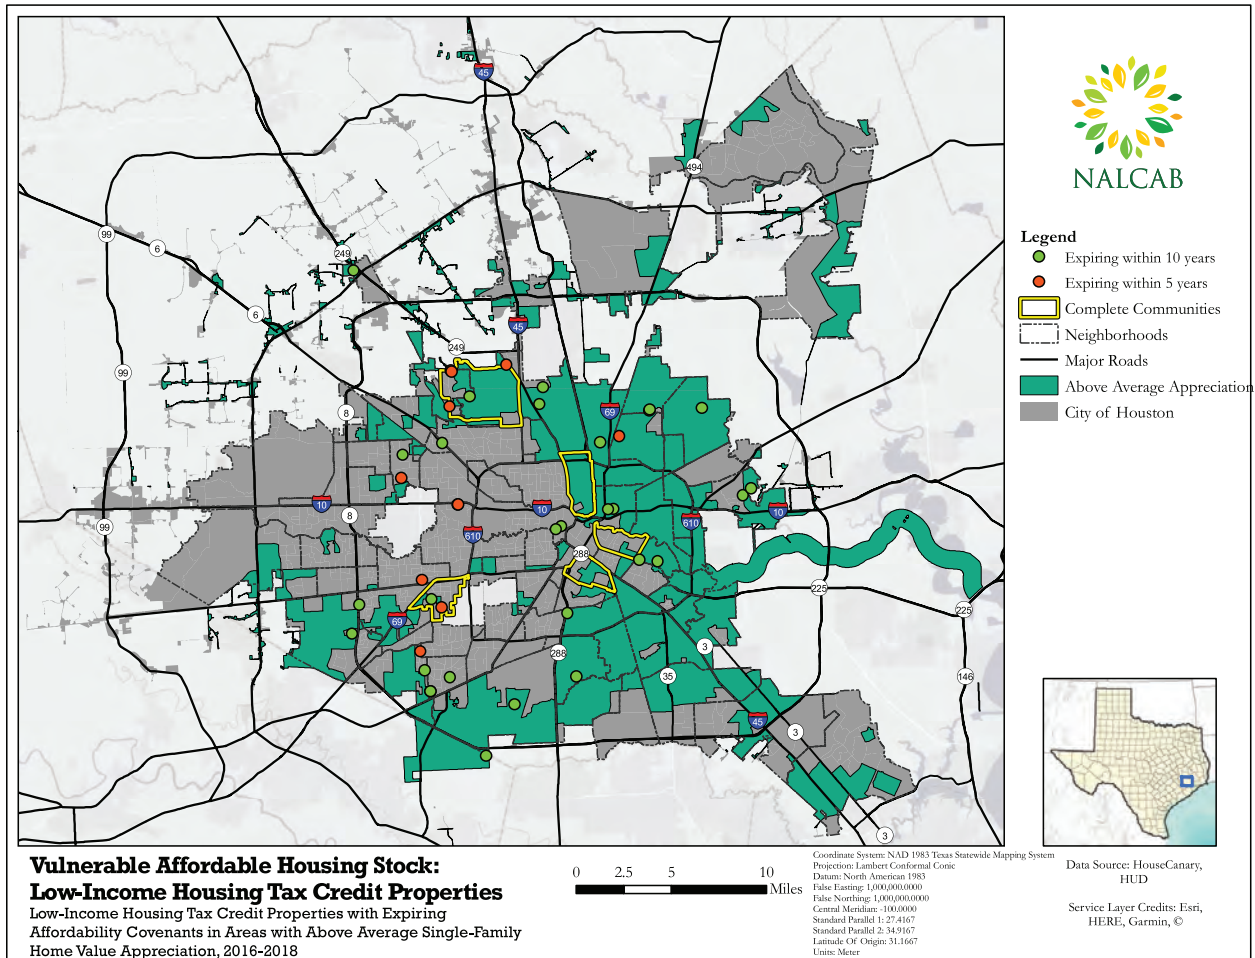 45
494
99
6
249
6
45
249
99
8
69
10
10
8
610
610
10
99
288
225
225
69
3
288
35
146
45
3
3
NALCAB
Legend
Expiring within 10 years
Expiring within 5 years
Complete Communities
Neighborhoods
Major Roads
Above Average Appreciation
City of Houston
Vulnerable Affordable Housing Stock:
Low-Income Housing Tax Credit Properties
Low-Income Housing Tax Credit Properties with Expiring
Affordability Covenants in Areas with Above Average Single-Family
Home Value Appreciation, 2016-2018
0 2.5 5 10
Miles
Coordinate System: NAD 1983 Texas Statewide Mapping System
Projection: Lambert Conformal Conic
Datum: North American 1983
False Easting: 1,000,000.0000
False Northing: 1,000,000.0000
Central Meridian: -100.0000
Standard Parallel 1: 27.4167
Standard Parallel 2: 34.9167
Latitude Of Origin: 31.1667
Units: Meter
Data Source: HouseCanary,
HUD
Service Layer Credits: Esri,
HERE, Garmin, ©